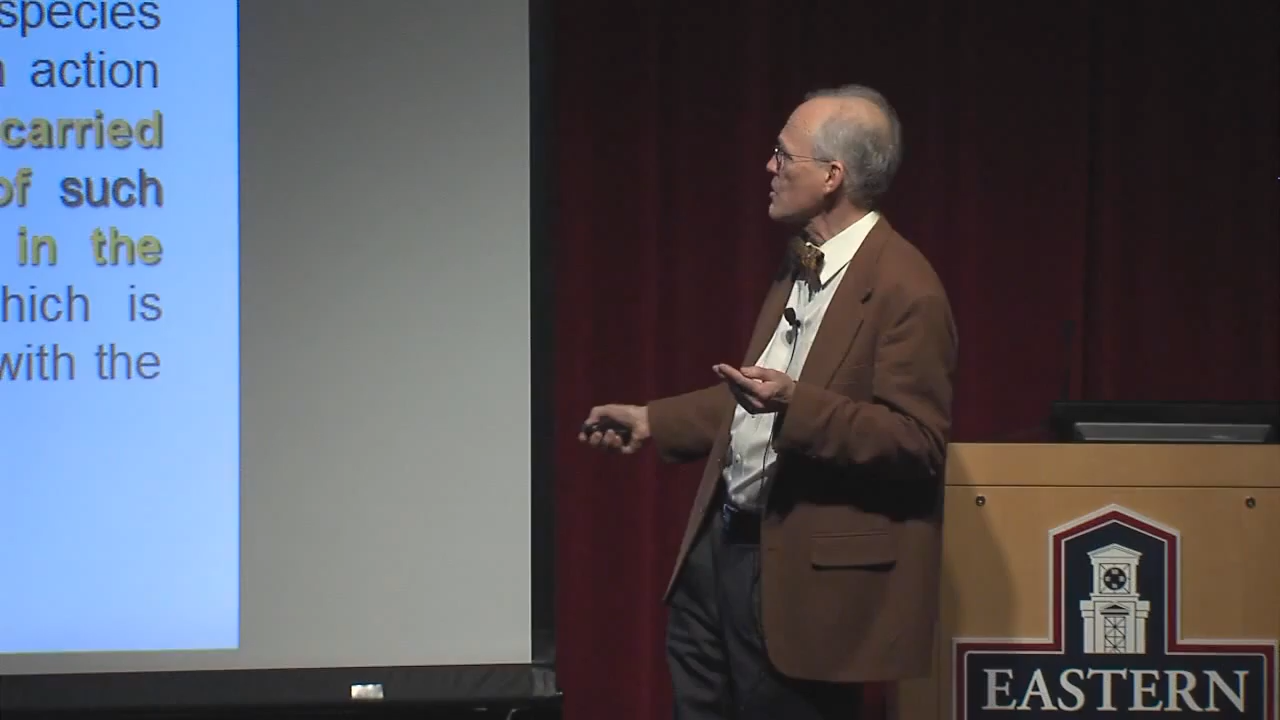 species
action
carried
of such
in the
hich is
with the
EASTERN